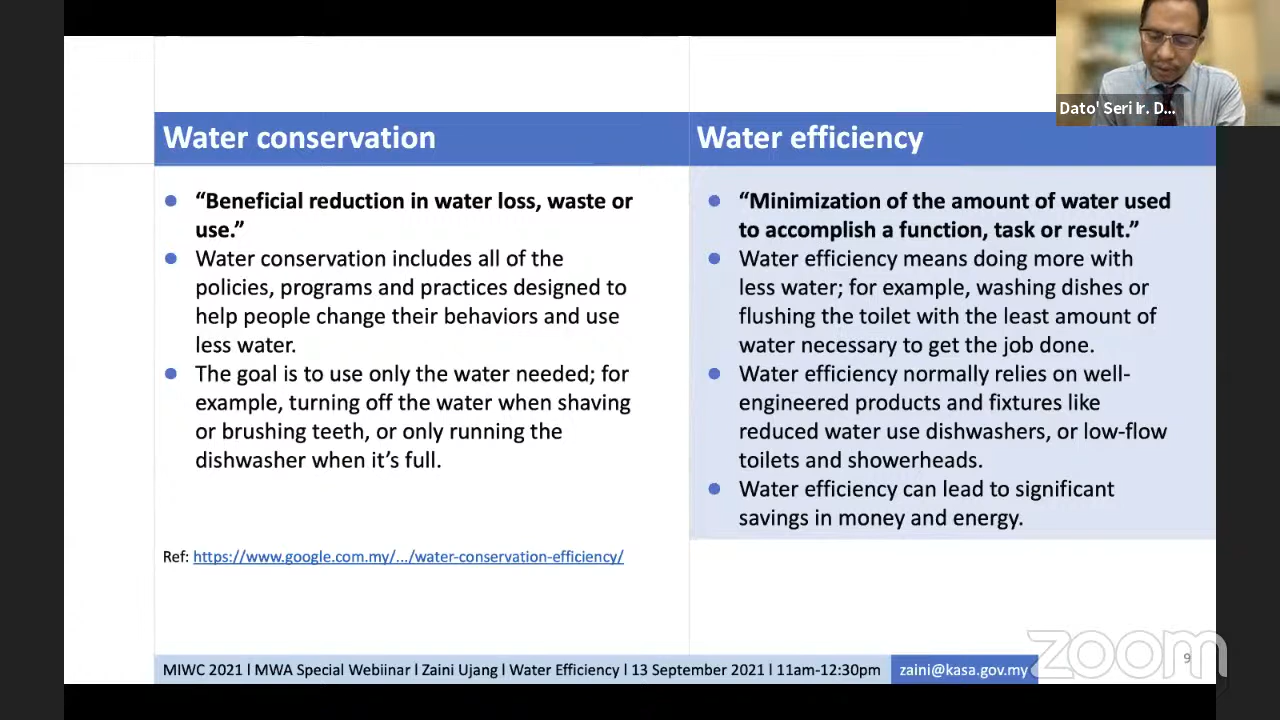 Dato' Seri Ir. D...
Water conservation
“Beneficial reduction in water loss, waste or
use.”
Water conservation includes all of the
policies, programs and practices designed to
help people change their behaviors and use
less water.
The goal is to use only the water needed; for
example, turning off the water when shaving
or brushing teeth, or only running the
dishwasher when it’s full.
Ref: https://www.google.com.my/.../water-conservation-efficiency/
Water efficiency
“Minimization of the amount of water used
to accomplish a function, task or result.”
Water efficiency means doing more with
less water; for example, washing dishes or
flushing the toilet with the least amount of
water necessary to get the job done.
Water efficiency normally relies on well-
engineered products and fixtures like
reduced water use dishwashers, or low-flow
toilets and showerheads.
Water efficiency can lead to significant
savings in money and energy.
MIWC 2021 l MWA Special Webiinar l Zaini Ujang l Water Efficiency l 13 September 2021 l 11am-12:30pm
zaini@kasa.gov.my
zoom
9